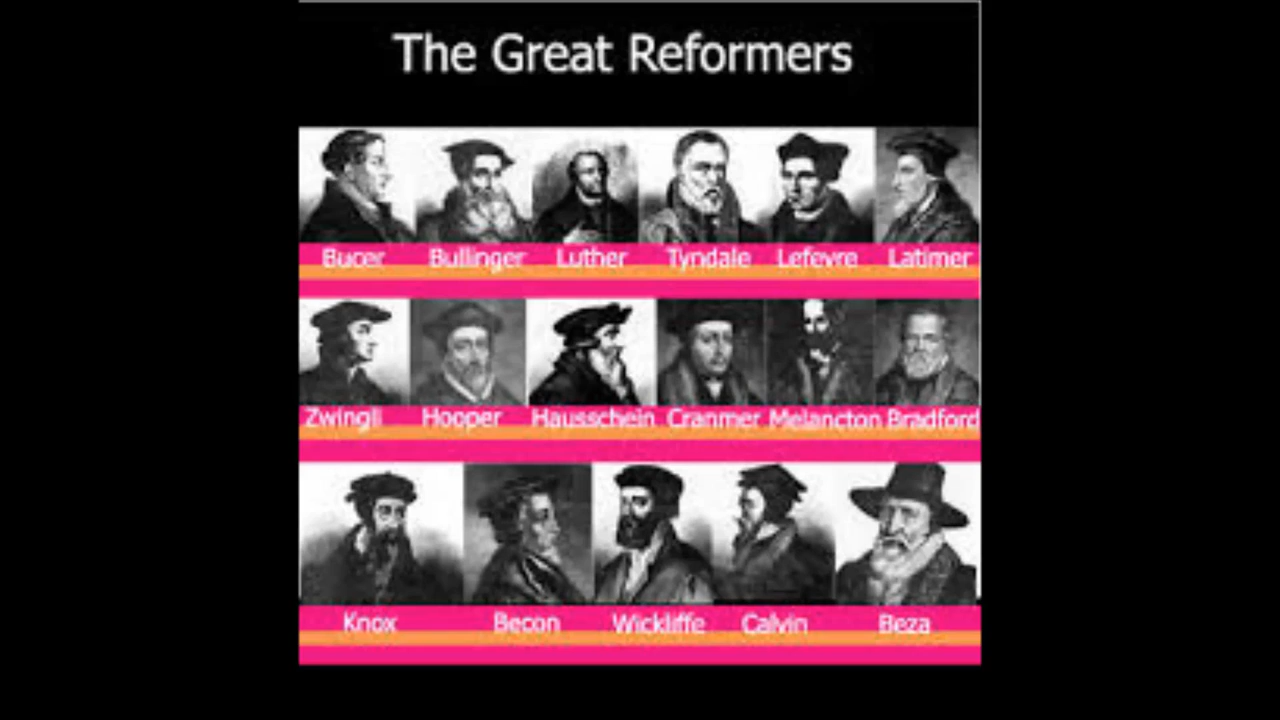 The Great Reformers
Bucer Bullinger Luther Tyndale Lefevre Latimer
Zwingli Hooper Hausschein Cranmer Melancton Bradford
Knox Becon Wickliffe Calvin Beza